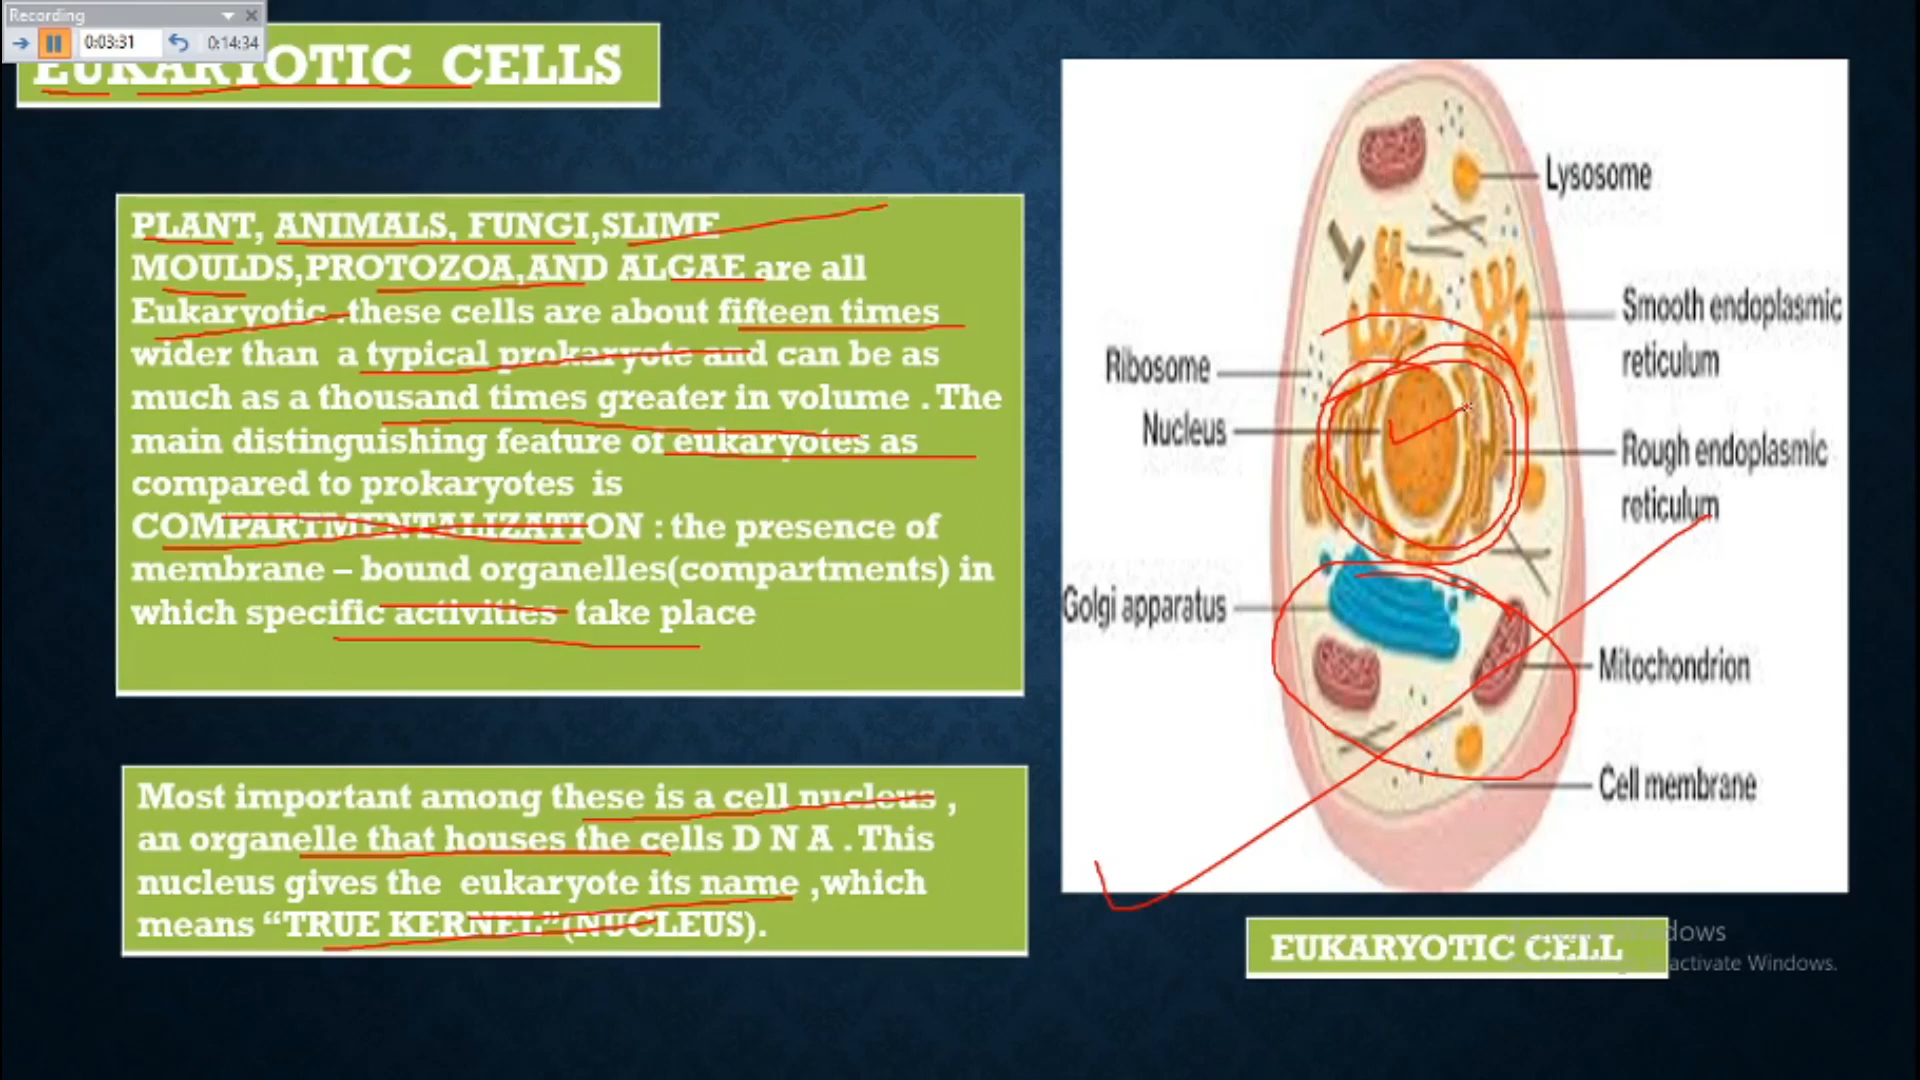 Recording
0:03:31
0:14:34
EUKARYOTIC CELLS
PLANT, ANIMALS, FUNGI,SLIME
MOULDS,PROTOZOA,AND ALGAE are all
Eukaryotic .these cells are about fifteen times
wider than a typical prokaryote and can be as
much as a thousand times greater in volume . The
main distinguishing feature of eukaryotes as
compared to prokaryotes is
COMPARTMENTALIZATION : the presence of
membrane – bound organelles(compartments) in
which specific activities take place
Most important among these is a cell nucleus ,
an organelle that houses the cells D N A . This
nucleus gives the eukaryote its name ,which
means “TRUE KERNEL”(NUCLEUS).
Lysosome
Smooth endoplasmic
reticulum
Ribosome
Nucleus
Rough endoplasmic
reticulum
Golgi apparatus
Mitochondrion
Cell membrane
EUKARYOTIC CELL
activate Windows.